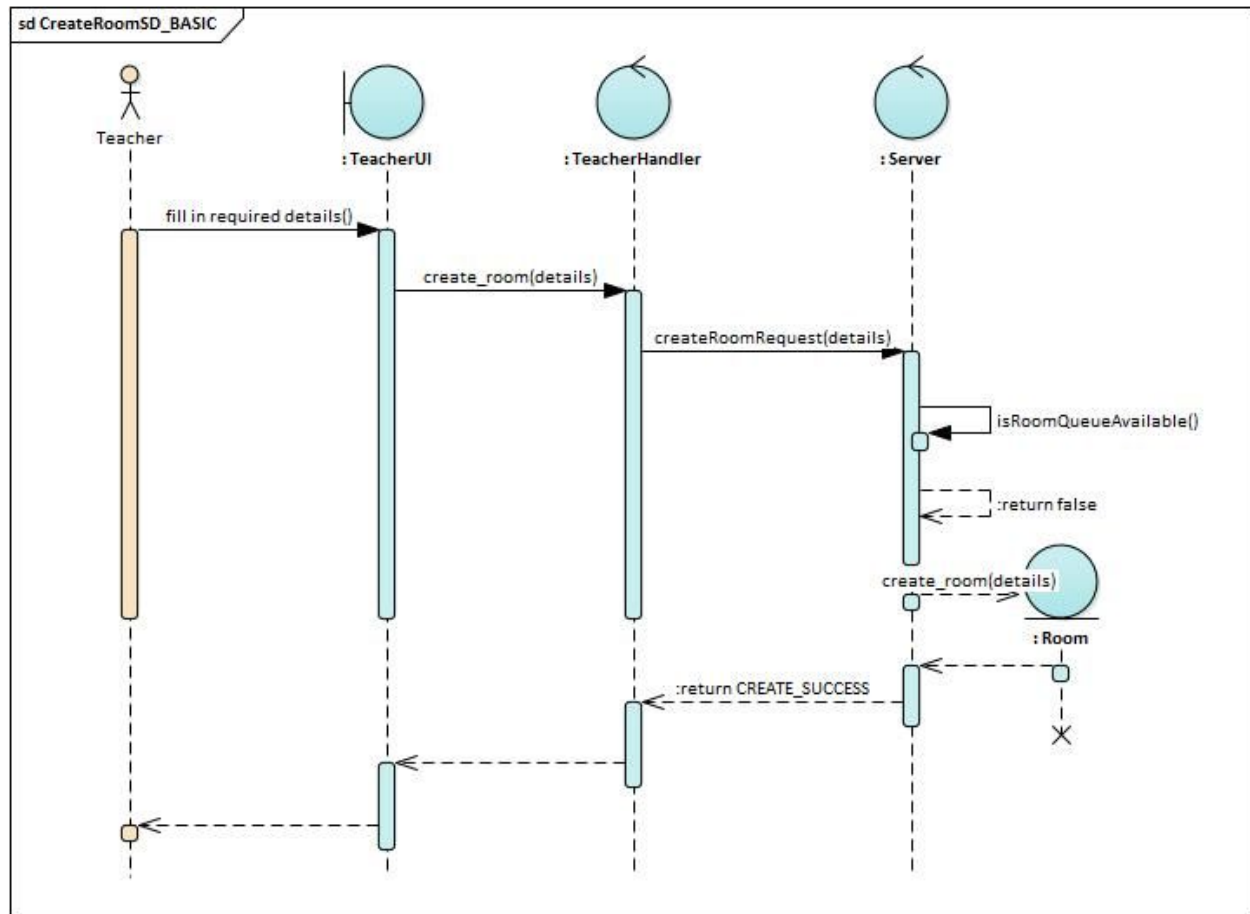 sd CreateRoomSD_BASIC
Teacher
: TeacherUI
: TeacherHandler
: Server
fill in required details()
create_room(details)
createRoomRequest(details)
isRoomQueueAvailable()
:return false
create_room(details)
: Room
:return CREATE_SUCCESS